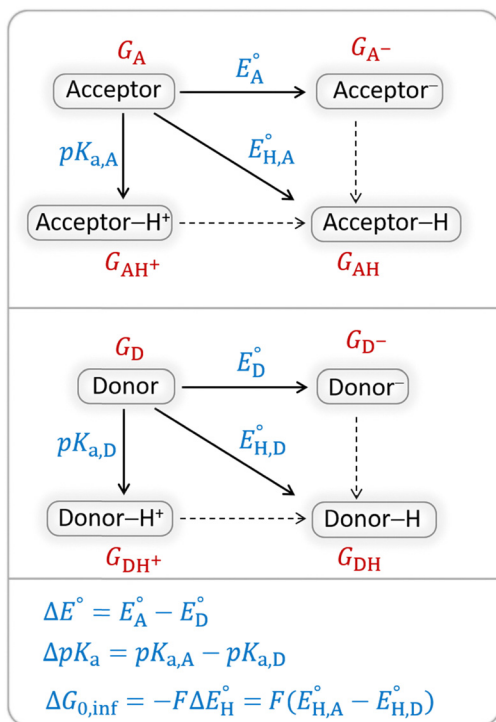 G_A E°_A G_A−
Acceptor Acceptor⁻
pK_a,A E°_H,A
Acceptor–H⁺ Acceptor–H
G_AH+ G_AH
G_D E°_D G_D−
Donor Donor⁻
pK_a,D E°_H,D
Donor–H⁺ Donor–H
G_DH+ G_DH
ΔE° = E°_A − E°_D
ΔpK_a = pK_a,A − pK_a,D
ΔG_0,inf = −FΔE°_H = F(E°_H,A − E°_H,D)